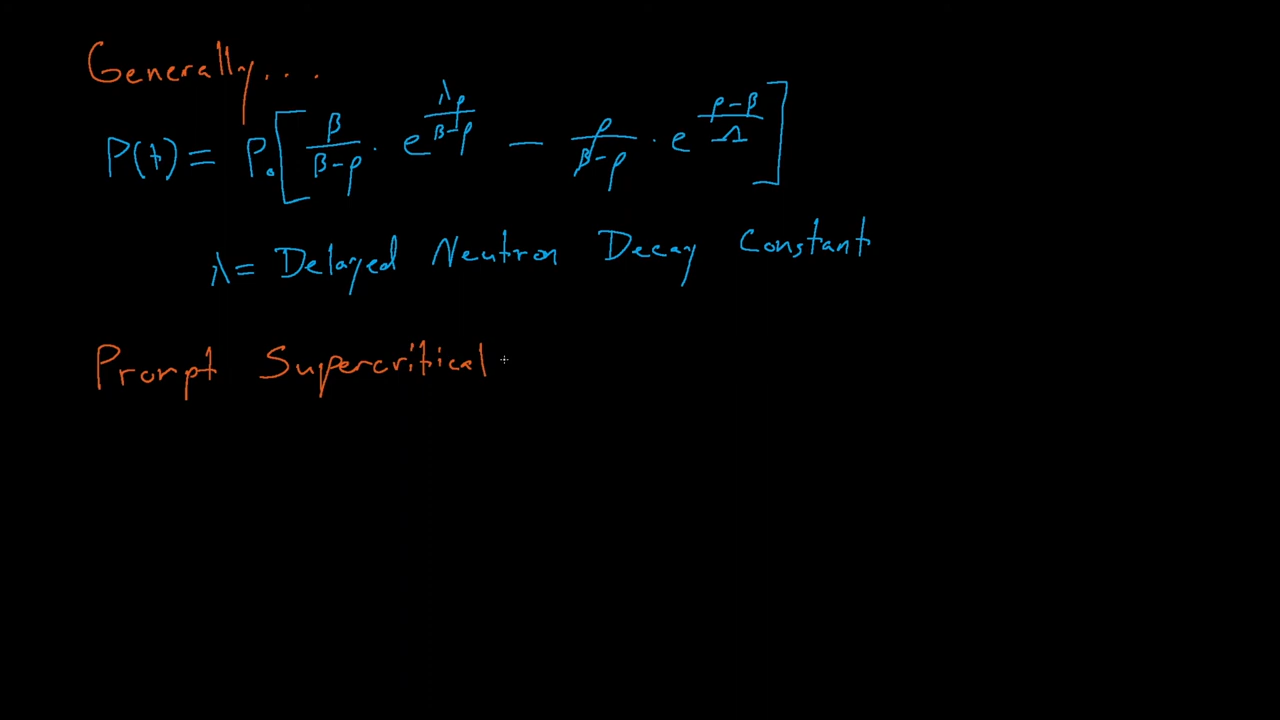 Generally....
P(t) = P₀[ β/(β-ρ) · e^(λρ/(β-ρ)) - ρ/(β-ρ) · e^((ρ-β)/Λ) ]
λ = Delayed Neutron Decay Constant
Prompt Supercritical